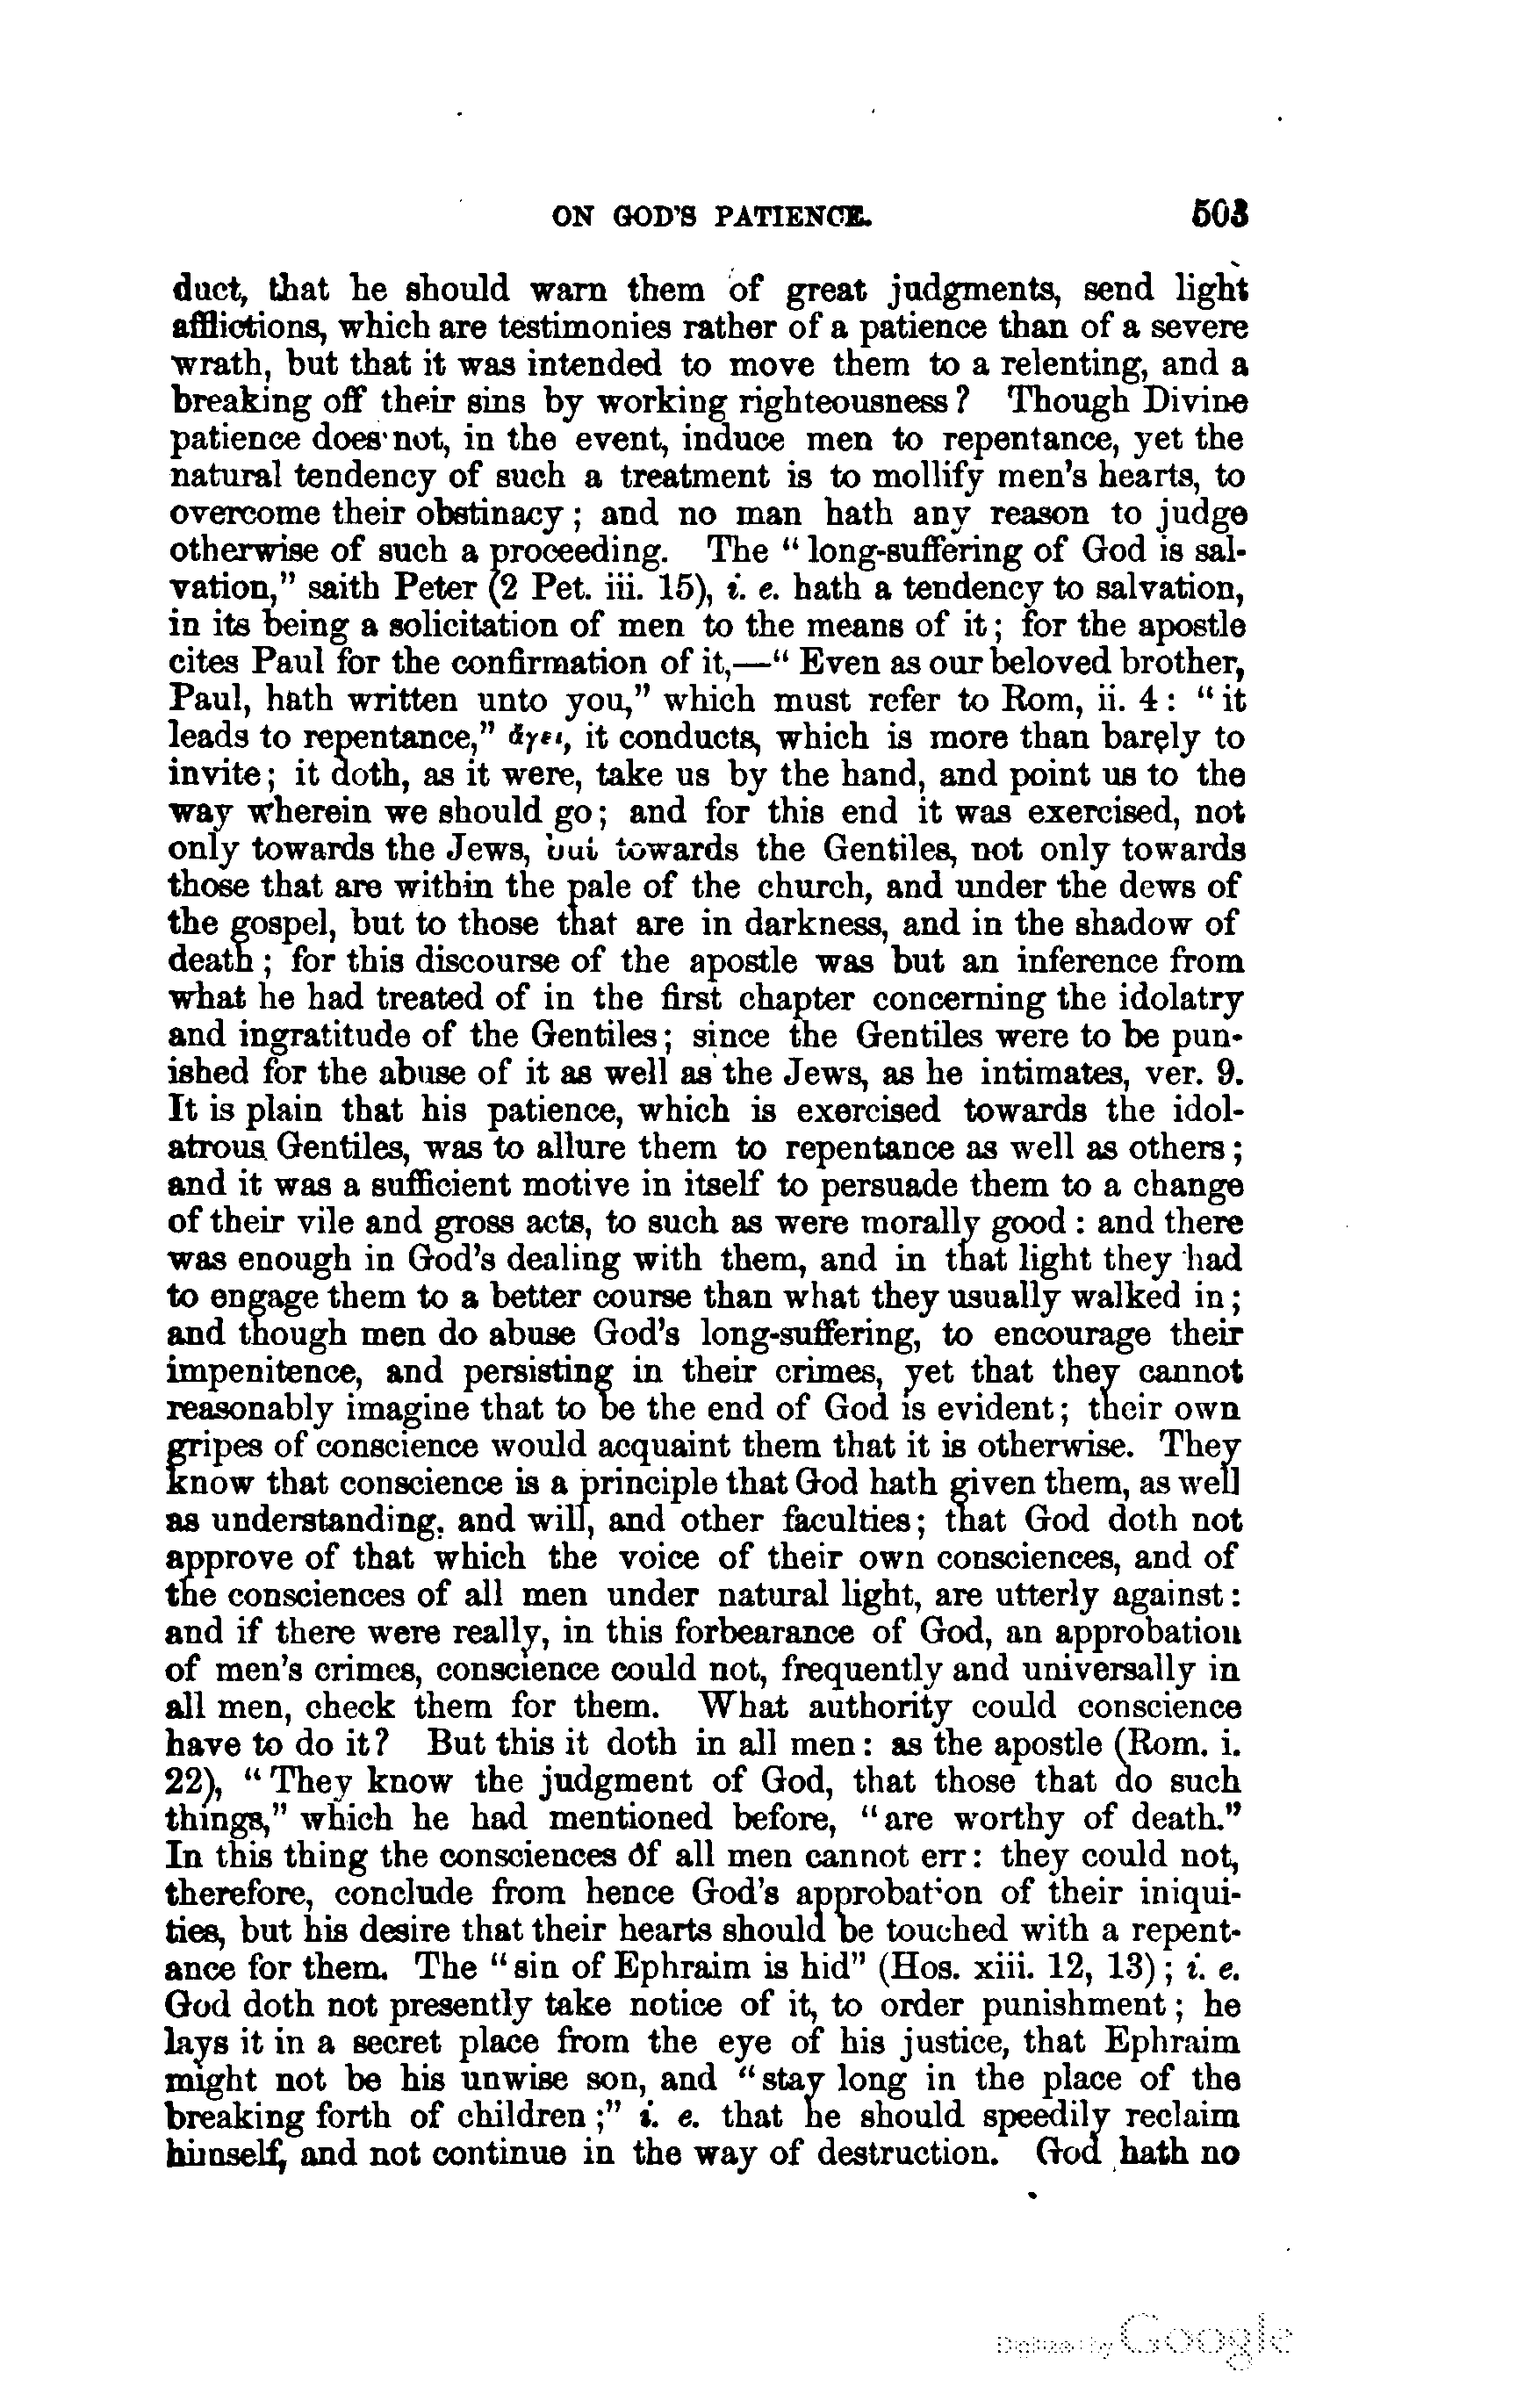 ON GOD'S PATIENCE. 503
duct, that he should warn them of great judgments, send light
afflictions, which are testimonies rather of a patience than of a severe
wrath, but that it was intended to move them to a relenting, and a
breaking off their sins by working righteousness? Though Divine
patience does not, in the event, induce men to repentance, yet the
natural tendency of such a treatment is to mollify men's hearts, to
overcome their obstinacy; and no man hath any reason to judge
otherwise of such a proceeding. The "long-suffering of God is sal-
vation," saith Peter (2 Pet. iii. 15), i. e. hath a tendency to salvation,
in its being a solicitation of men to the means of it; for the apostle
cites Paul for the confirmation of it,—"Even as our beloved brother,
Paul, hath written unto you," which must refer to Rom, ii. 4: "it
leads to repentance," ἄγει, it conducts, which is more than barely to
invite; it doth, as it were, take us by the hand, and point us to the
way wherein we should go; and for this end it was exercised, not
only towards the Jews, but towards the Gentiles, not only towards
those that are within the pale of the church, and under the dews of
the gospel, but to those that are in darkness, and in the shadow of
death; for this discourse of the apostle was but an inference from
what he had treated of in the first chapter concerning the idolatry
and ingratitude of the Gentiles; since the Gentiles were to be pun-
ished for the abuse of it as well as the Jews, as he intimates, ver. 9.
It is plain that his patience, which is exercised towards the idol-
atrous Gentiles, was to allure them to repentance as well as others;
and it was a sufficient motive in itself to persuade them to a change
of their vile and gross acts, to such as were morally good: and there
was enough in God's dealing with them, and in that light they had
to engage them to a better course than what they usually walked in;
and though men do abuse God's long-suffering, to encourage their
impenitence, and persisting in their crimes, yet that they cannot
reasonably imagine that to be the end of God is evident; their own
gripes of conscience would acquaint them that it is otherwise. They
know that conscience is a principle that God hath given them, as well
as understanding, and will, and other faculties; that God doth not
approve of that which the voice of their own consciences, and of
the consciences of all men under natural light, are utterly against:
and if there were really, in this forbearance of God, an approbation
of men's crimes, conscience could not, frequently and universally in
all men, check them for them. What authority could conscience
have to do it? But this it doth in all men: as the apostle (Rom. i.
22), "They know the judgment of God, that those that do such
things," which he had mentioned before, "are worthy of death."
In this thing the consciences of all men cannot err: they could not,
therefore, conclude from hence God's approbation of their iniqui-
ties, but his desire that their hearts should be touched with a repent-
ance for them. The "sin of Ephraim is hid" (Hos. xiii. 12, 13); i. e.
God doth not presently take notice of it, to order punishment; he
lays it in a secret place from the eye of his justice, that Ephraim
might not be his unwise son, and "stay long in the place of the
breaking forth of children;" i. e. that he should speedily reclaim
himself, and not continue in the way of destruction. God hath no
Digitized by Google